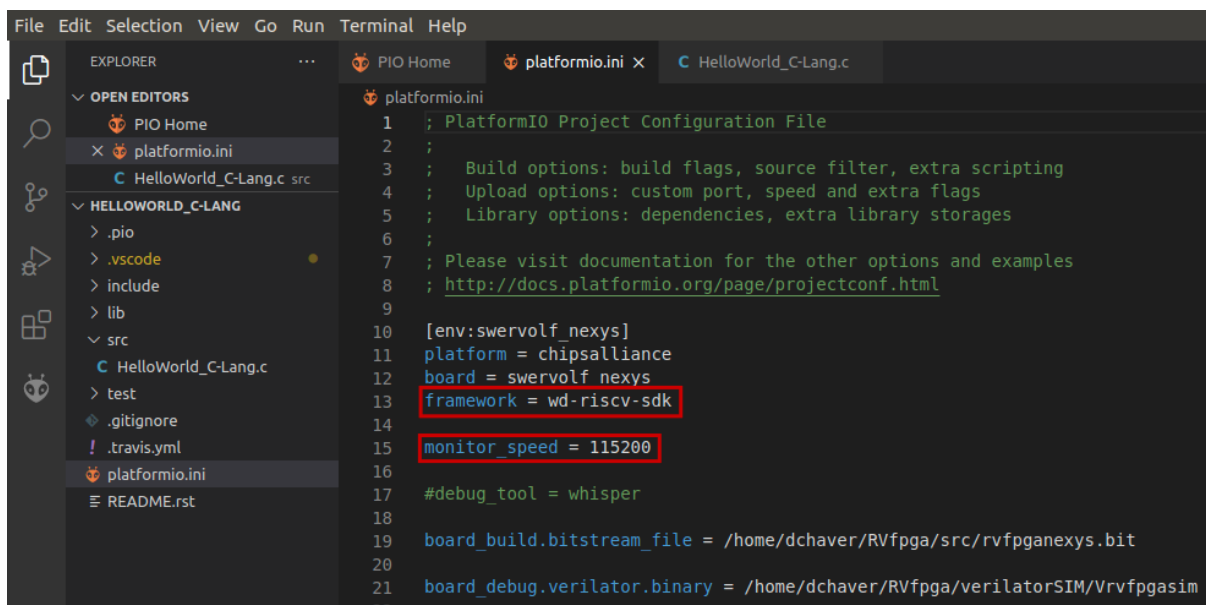 File Edit Selection View Go Run Terminal Help
EXPLORER ···
OPEN EDITORS
PIO Home
platformio.ini
HelloWorld_C-Lang.c src
HELLOWORLD_C-LANG
.pio
.vscode
include
lib
src
C HelloWorld_C-Lang.c
test
.gitignore
! .travis.yml
platformio.ini
README.rst
PIO Home platformio.ini × C HelloWorld_C-Lang.c
platformio.ini
1 ; PlatformIO Project Configuration File
2 ;
3 ;   Build options: build flags, source filter, extra scripting
4 ;   Upload options: custom port, speed and extra flags
5 ;   Library options: dependencies, extra library storages
6 ;
7 ; Please visit documentation for the other options and examples
8 ; http://docs.platformio.org/page/projectconf.html
9
10 [env:swervolf_nexys]
11 platform = chipsalliance
12 board = swervolf_nexys
13 framework = wd-riscv-sdk
14
15 monitor_speed = 115200
16
17 #debug_tool = whisper
18
19 board_build.bitstream_file = /home/dchaver/RVfpga/src/rvfpganexys.bit
20
21 board_debug.verilator.binary = /home/dchaver/RVfpga/verilatorSIM/Vrvfpgasim